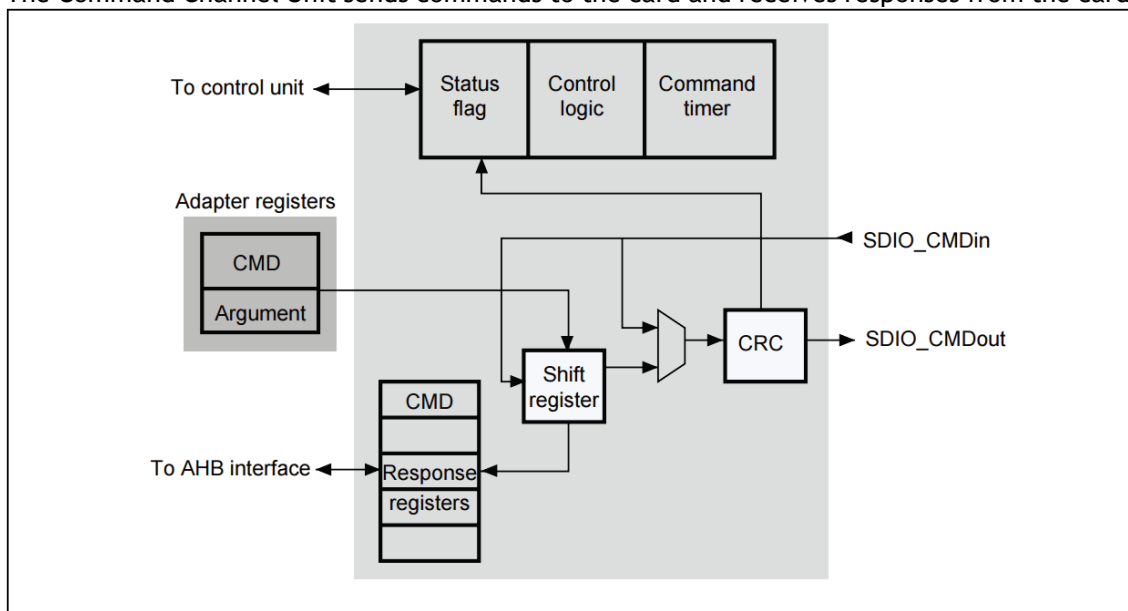 The Command Channel Unit sends commands to the card and receives responses from the card
To control unit
Status
flag
Control
logic
Command
timer
Adapter registers
CMD
Argument
SDIO_CMDin
SDIO_CMDout
CRC
Shift
register
CMD
To AHB interface
Response
registers